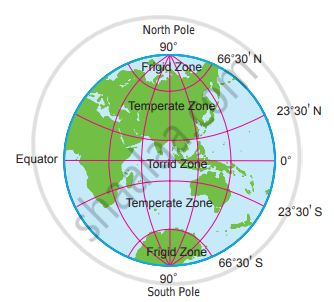 North Pole
90°
66°30' N
Frigid Zone
Temperate Zone
23°30' N
Equator
Torrid Zone
0°
Temperate Zone
23°30' S
Frigid Zone
66°30' S
90°
South Pole
shaalaa.com